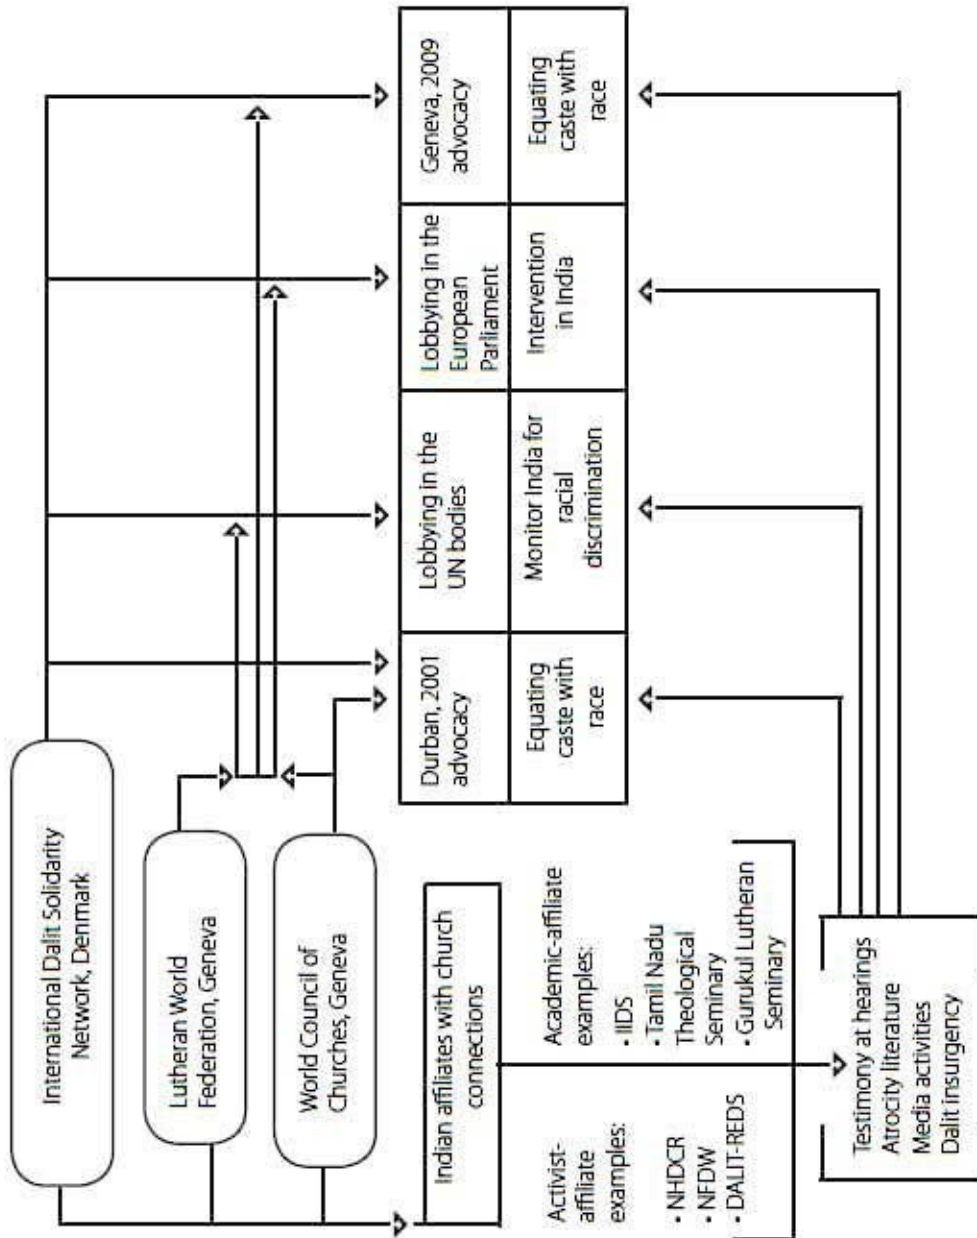 International Dalit Solidarity
Network, Denmark
Lutheran World
Federation, Geneva
World Council of
Churches, Geneva
Indian affiliates with church
connections
Activist-
affiliate
examples:
• NHDCR
• NFDW
• DALIT-REDS
Academic-affiliate
examples:
• IIDS
• Tamil Nadu
Theological
Seminary
• Gurukul Lutheran
Seminary
Testimony at hearings
Atrocity literature
Media activities
Dalit insurgency
Durban, 2001
advocacy
Lobbying in the
UN bodies
Lobbying in the
European
Parliament
Geneva, 2009
advocacy
Equating
caste with
race
Monitor India for
racial
discrimination
Intervention
in India
Equating
caste with
race